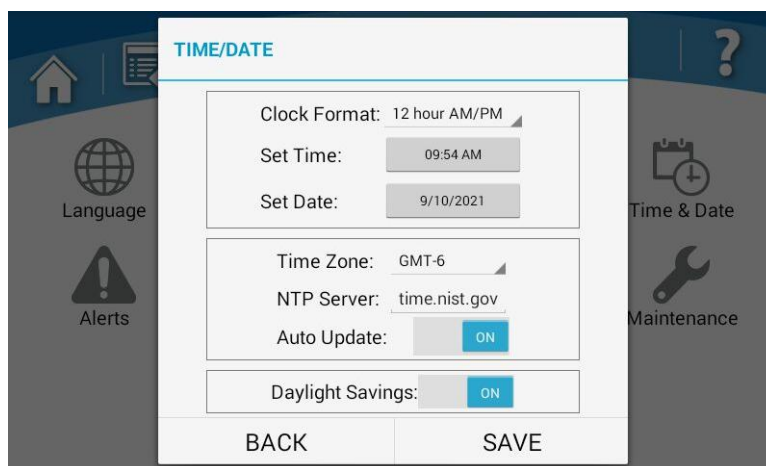 TIME/DATE
?
Clock Format: 12 hour AM/PM
Set Time: 09:54 AM
Set Date: 9/10/2021
Language
Time & Date
Time Zone: GMT-6
NTP Server: time.nist.gov
Alerts
Maintenance
Auto Update: ON
Daylight Savings: ON
BACK SAVE